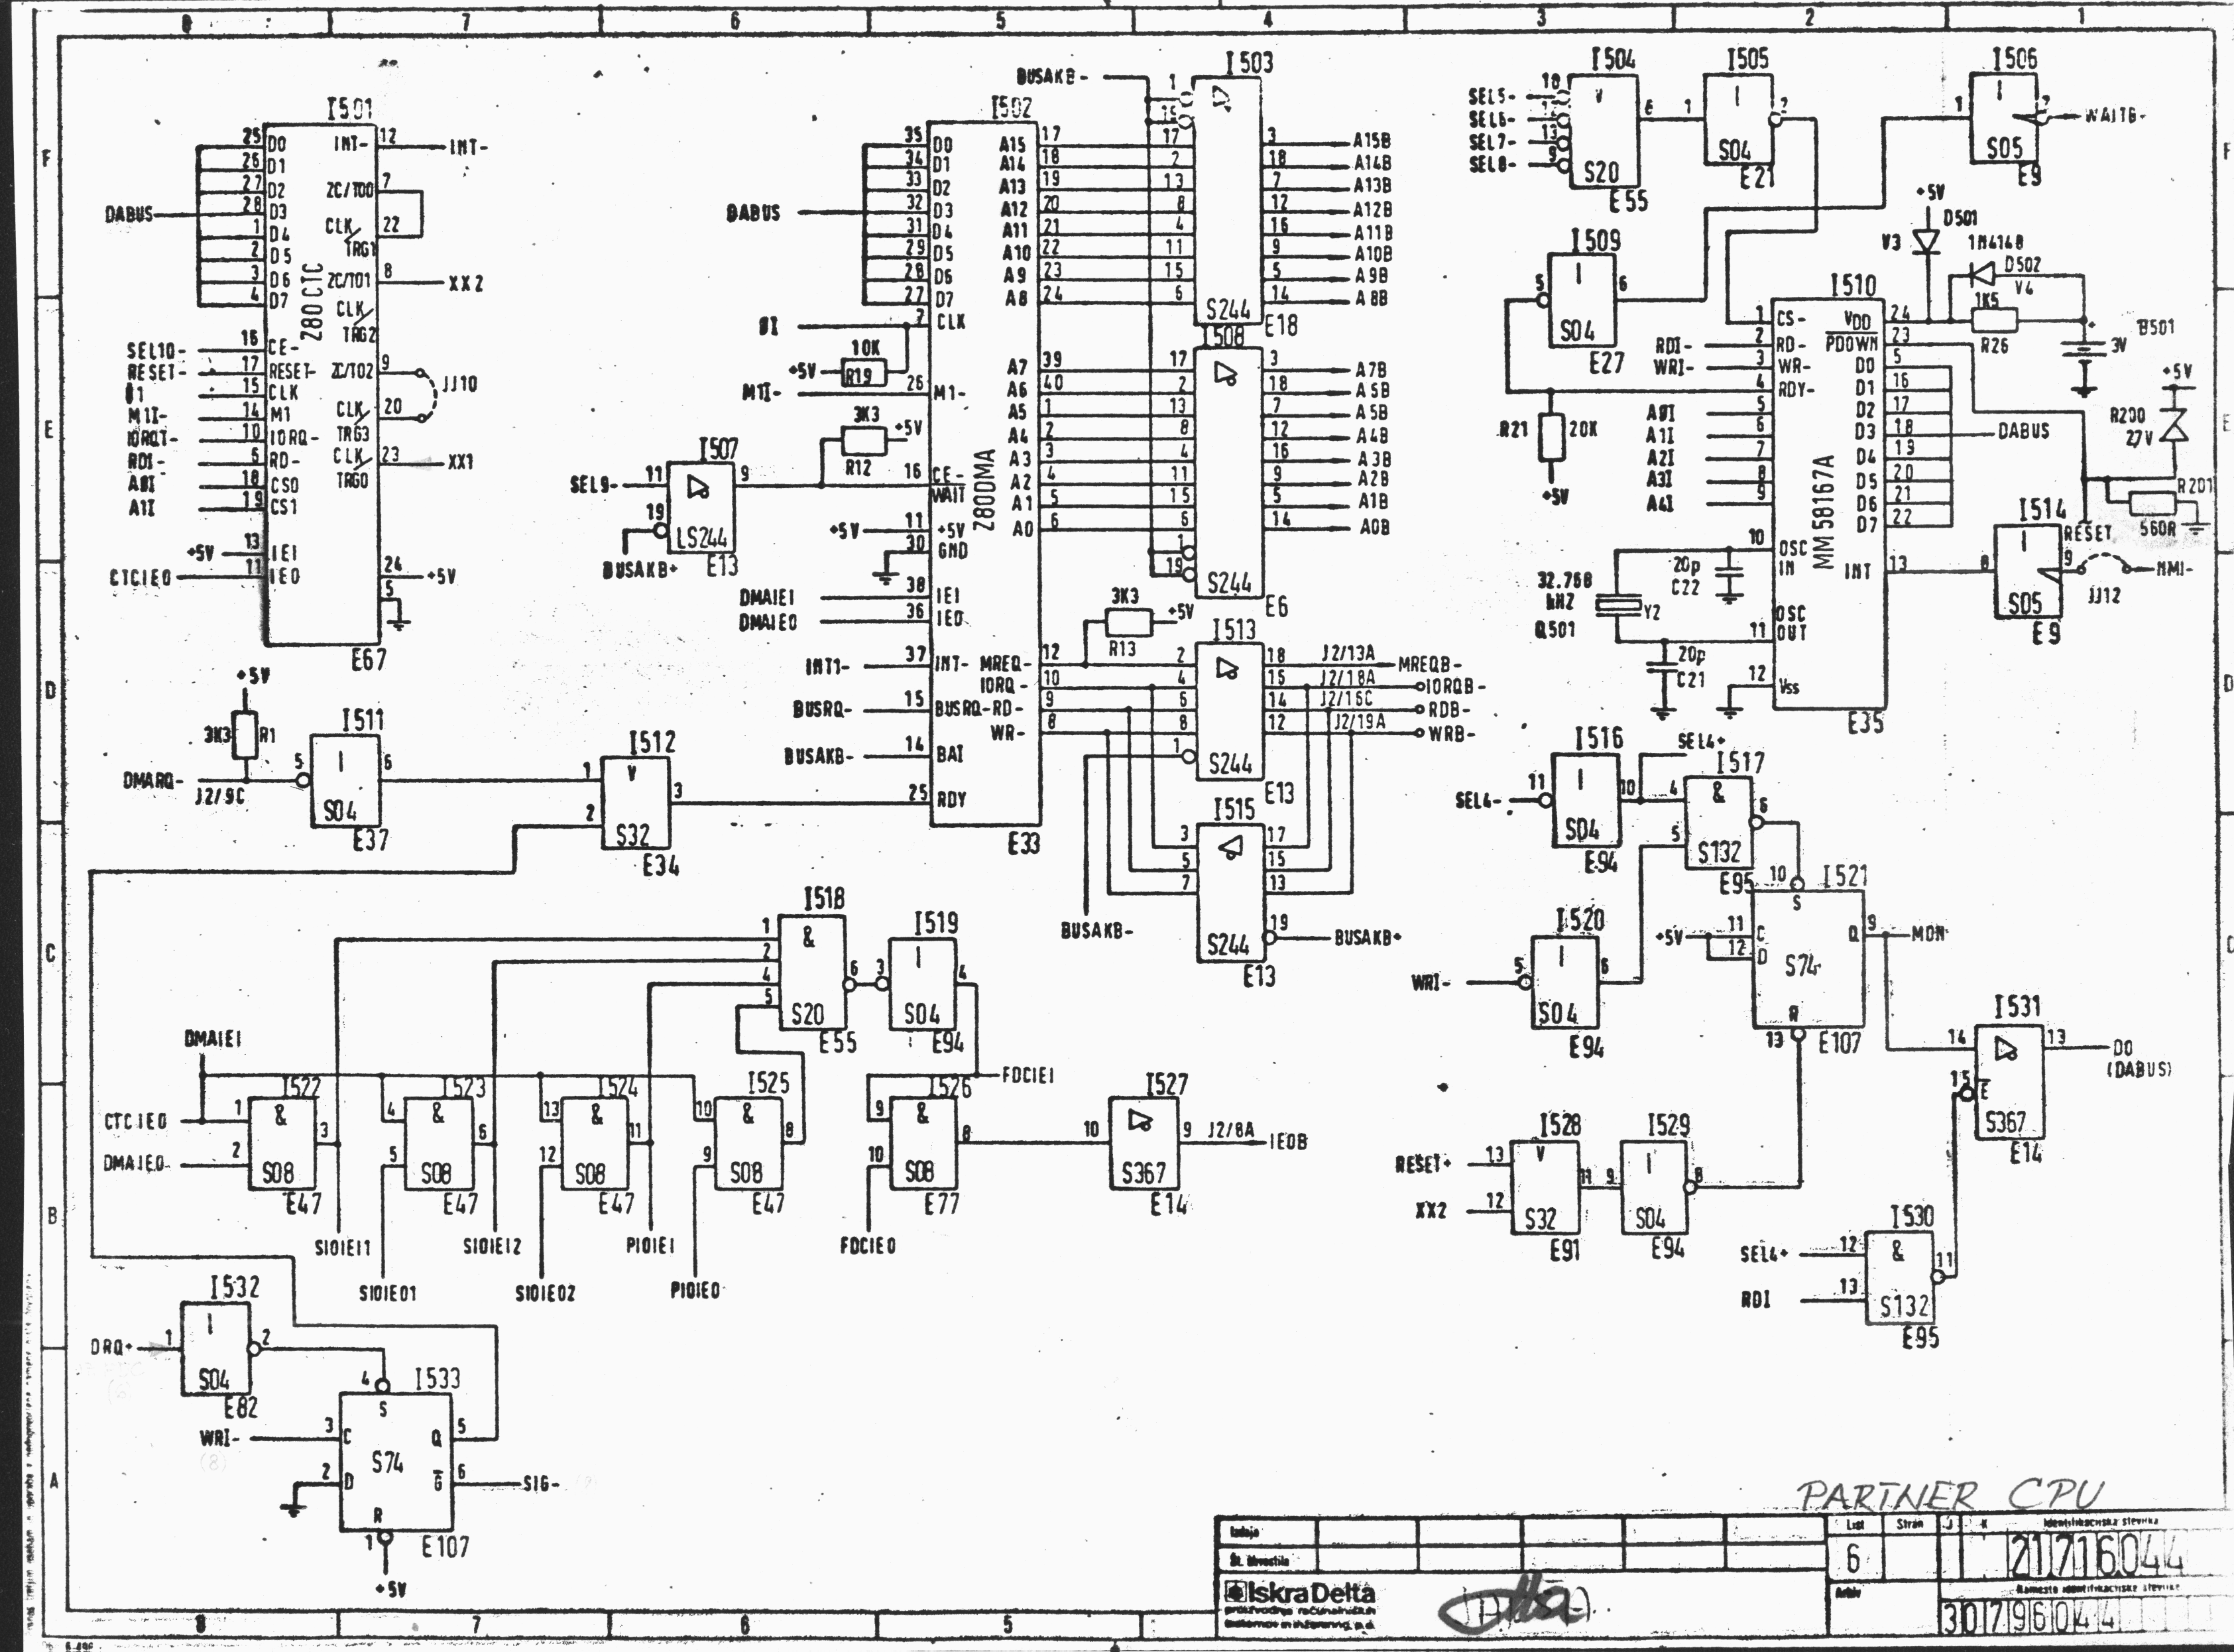 8 7 6 5 4 3 2 1
F
E
D
C
B
A
I501
25 D0 INT- 12 INT-
26 D1
27 D2 ZC/TO0 7
DABUS 28 D3
1 D4 CLK/TRG1 22
2 D5
3 D6 ZC/TO1 8 XX2
4 D7
CLK/TRG2
Z80 CTC
SEL10- 16 CE-
RESET- 17 RESET- ZC/TO2 9
15 CLK JJ10
M1I- 14 M1 CLK/TRG3 20
10 IORQ-
RDI- 6 RD- CLK/TRG0 23 XX1
A0I 18 CS0
A1I 19 CS1
+5V 13 IEI
CTCIEO 11 IEO 24 +5V
5
E67
I502
35 D0 A15 17
34 D1 A14 18
33 D2 A13 19
DABUS 32 D3 A12 20
31 D4 A11 21
29 D5 A10 22
28 D6 A9 23
27 D7 A8 24
ØI 7 CLK
10K
+5V R19
M1I- 26 M1-
A7 39
A6 40
A5 1
A4 2
A3 3
A2 4
A1 5
A0 6
3K3 +5V
R12
I507
SEL9- 11 9 16 CE-
WAIT
19
LS244
BUSAKB+ E13
+5V 11 +5V
30 GND
Z80DMA
DMAIEI 38 IEI
DMAIEO 36 IEO
INT1- 37 INT- MREQ- 12
IORQ- 10
BUSRQ- 15 BUSRQ- RD- 9
WR- 8
BUSAKB- 14 BAI
25 RDY
E33
3K3 +5V
R13
BUSAKB- I503
1
17 3 A15B
2 18 A14B
13 7 A13B
8 12 A12B
4 16 A11B
11 9 A10B
15 5 A9B
6 14 A8B
S244
E18
I508
17 3 A7B
2 18 A5B
13 7 A5B
8 12 A4B
4 16 A3B
11 9 A2B
15 5 A1B
6 14 A0B
1
19
S244
E6
I513
2 18 J2/13A MREQB-
4 15 J2/18A IORQB-
6 14 J2/16C RDB-
8 12 J2/19A WRB-
1
S244
E13
I515
3 17
5 15
7 13
BUSAKB- 19 BUSAKB+
S244
E13
I504
SEL5- 10
SEL6-
SEL7- 13
SEL8- 9
V 6
S20
E55
I505
1 2
S04
E21
I506
1 WAITB-
S05
E9
I509
5 6
S04
E27
R21 20K
+5V
+5V
D501
V3
1N4148
D502
V4
1K5
R26
B501
3V
+5V
R200
27V
R201
560R
I510
1 CS- VDD 24
RDI- 2 RD- PDOWN 23
WRI- 3 WR- D0 5
4 RDY- D1 16
A0I 5 D2 17
A1I 6 D3 18 DABUS
A2I 7 D4 19
A3I 8 D5 20
A4I 9 D6 21
D7 22
MM58167A
10 OSC IN INT 13
11 OSC OUT
12 Vss
E35
32.768
kHZ
Q501
Y2
20p
C22
20p
C21
I514
RESET
8 9 NMI-
JJ12
S05
E9
+5V
3K3 R1
I511
DMARQ- 5 6
J2/9C
S04
E37
I512
1 V 3
2
S32
E34
I516
SEL4+
SEL4- 11 10
S04
E94
I517
4 & 6
5
S132
E95
I520
WRI- 5 6
S04
E94
I521
10
S
+5V 11 C Q 9 MON
12 D
S74
R
13 E107
I531
14 13 D0
(DABUS)
15 E
S367
E14
I528
RESET+ 13 V 11
XX2 12
S32
E91
I529
9 8
S04
E94
I530
SEL4+ 12 & 11
RDI 13
S132
E95
I518
1 &
2
4 6
5
S20
E55
I519
3 4
S04
E94
DMAIEI
CTCIEO
DMAIEO
I522
1 & 3
2
S08
E47
I523
4 & 6
5
S08
E47
I524
13 & 11
12
S08
E47
I525
10 & 8
9
S08
E47
FDCIEI
I526
9 & 8
10
S08
E77
I527
10 9 J2/8A IEOB
S367
E14
SIOIEI1
SIOIEO1
SIOIEI2
SIOIEO2
PIOIEI
PIOIEO
FDCIEO
I532
DRQ+ 1 2
S04
E82
I533
4
S
WRI- 3 C Q 5
S74
2 D 6 SIG-
R
1 E107
+5V
PARTNER CPU
Izdaja
List Stran J K Identifikacijska številka
6 21716044
Namesto identifikacijske številke
30796044
Arhiv
IskraDelta
proizvodnja računalniških
sistemov in inženiring, p.o.
8 7 6 5